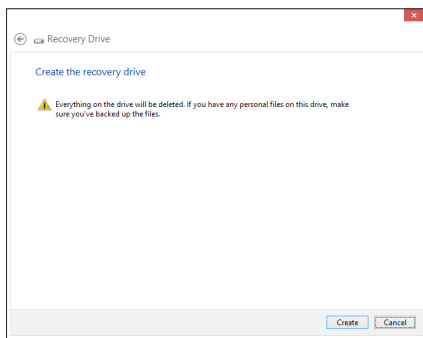 Recovery Drive
Create the recovery drive
Everything on the drive will be deleted. If you have any personal files on this drive, make
sure you've backed up the files.
Create Cancel